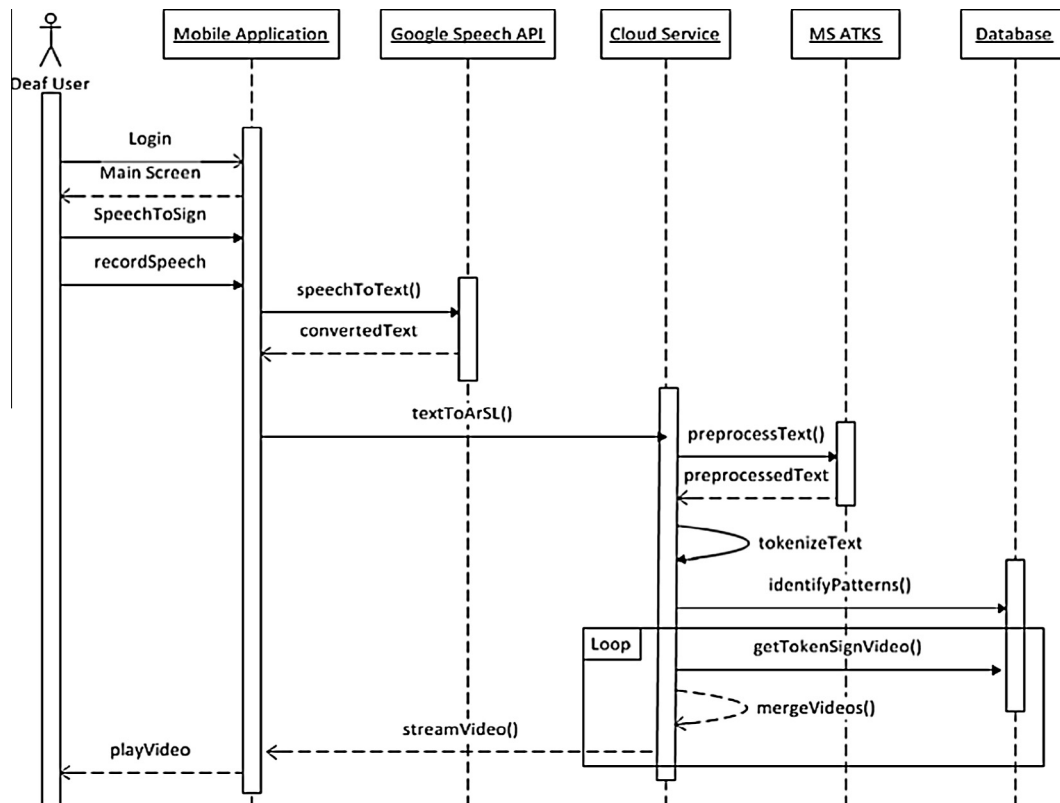 Mobile Application
Google Speech API
Cloud Service
MS ATKS
Database
Deaf User
Login
Main Screen
SpeechToSign
recordSpeech
speechToText()
convertedText
textToArSL()
preprocessText()
preprocessedText
tokenizeText
identifyPatterns()
Loop
getTokenSignVideo()
mergeVideos()
streamVideo()
playVideo